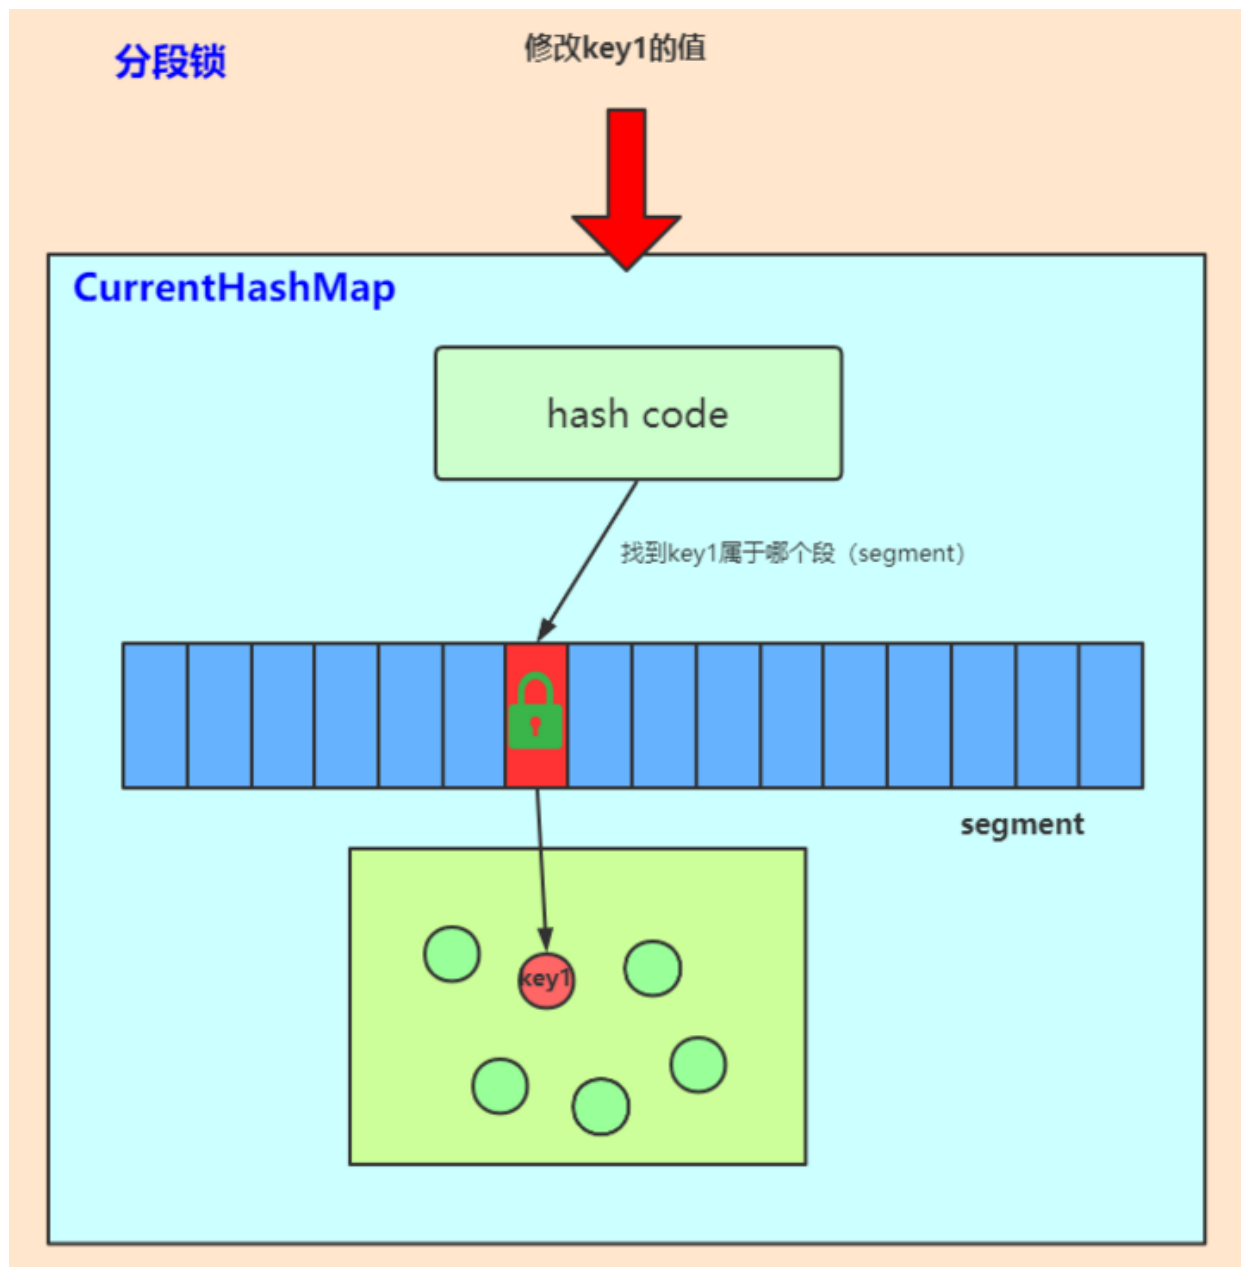 分段锁
修改key1的值
CurrentHashMap
hash code
找到key1属于哪个段（segment）
segment
key1